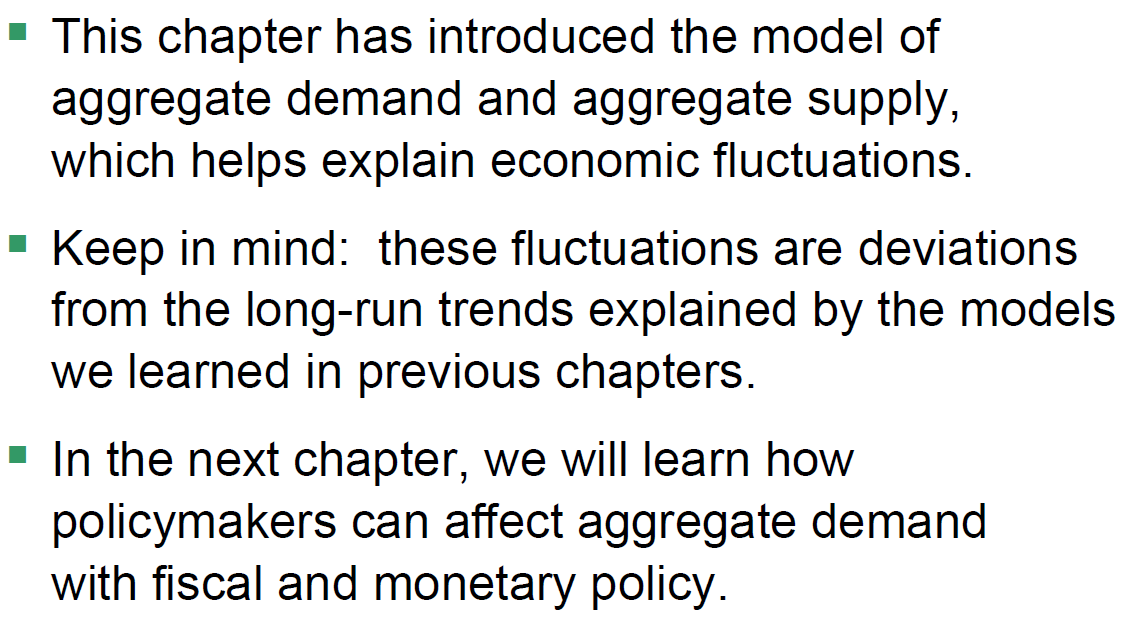 ▪ This chapter has introduced the model of
aggregate demand and aggregate supply,
which helps explain economic fluctuations.
▪ Keep in mind:  these fluctuations are deviations
from the long-run trends explained by the models
we learned in previous chapters.
▪ In the next chapter, we will learn how
policymakers can affect aggregate demand
with fiscal and monetary policy.